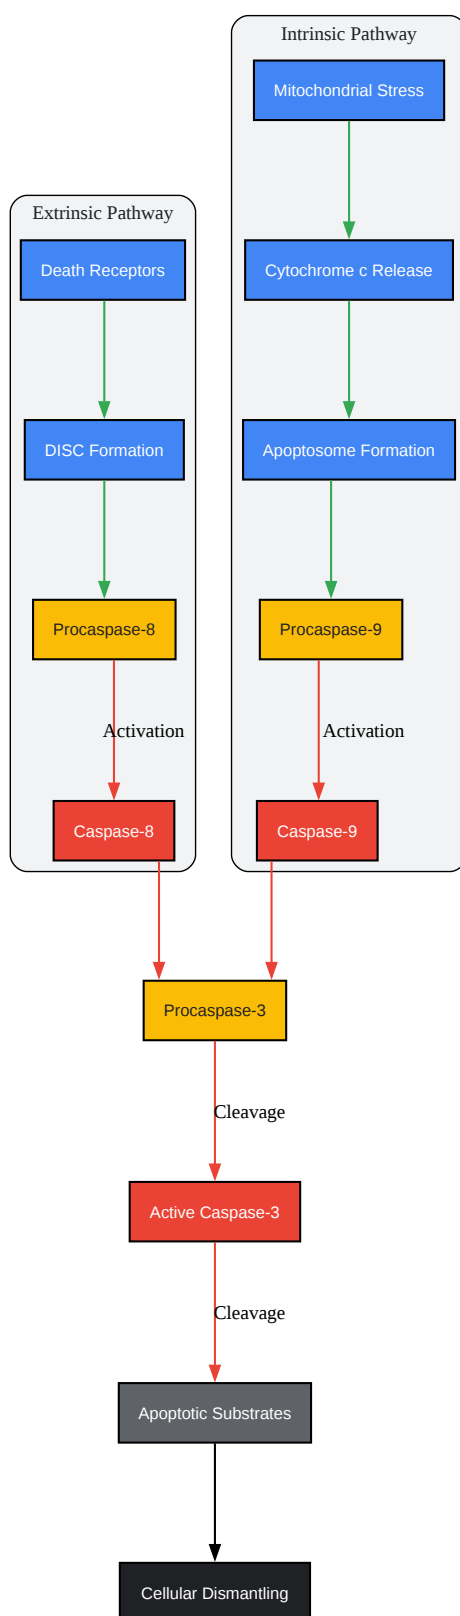 Intrinsic Pathway
Mitochondrial Stress
Extrinsic Pathway
Death Receptors
Cytochrome c Release
DISC Formation
Apoptosome Formation
Procaspase-8
Procaspase-9
Activation
Activation
Caspase-8
Caspase-9
Procaspase-3
Cleavage
Active Caspase-3
Cleavage
Apoptotic Substrates
Cellular Dismantling